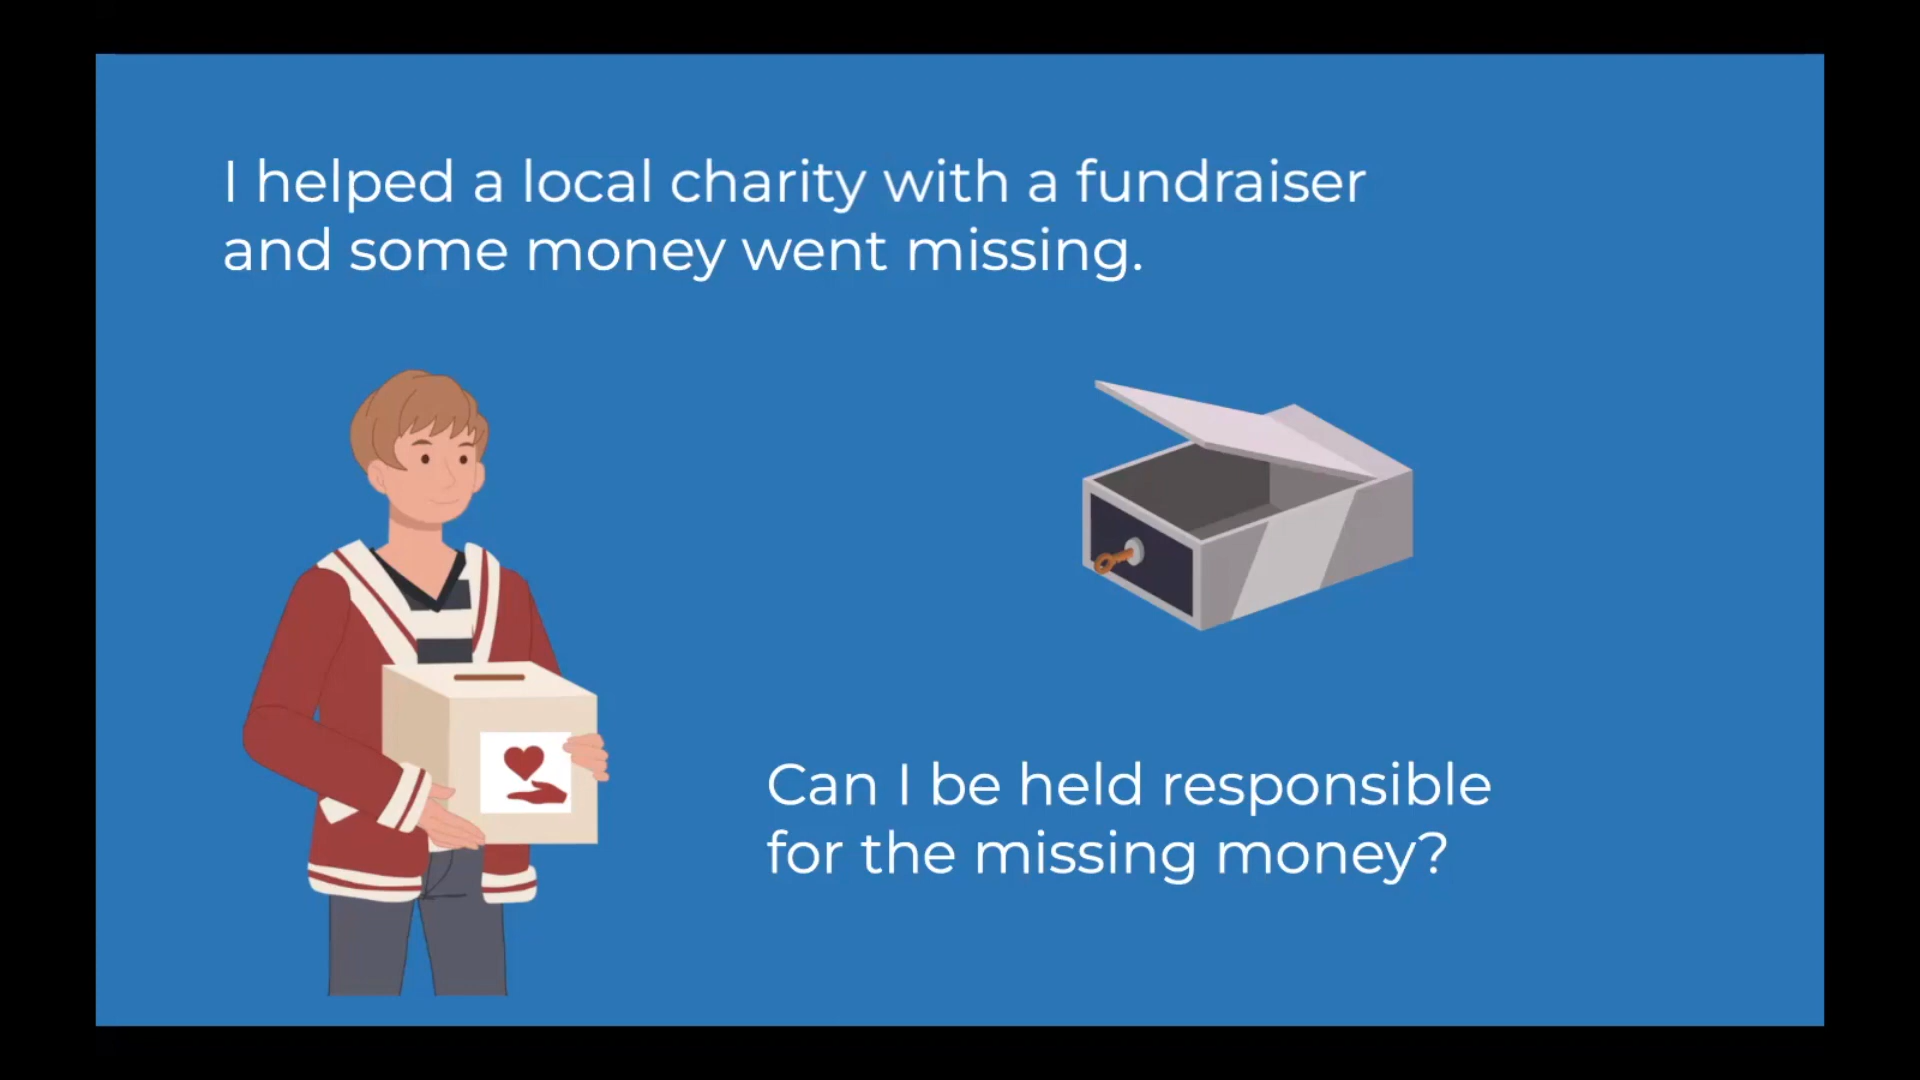 I helped a local charity with a fundraiser
and some money went missing.
Can I be held responsible
for the missing money?